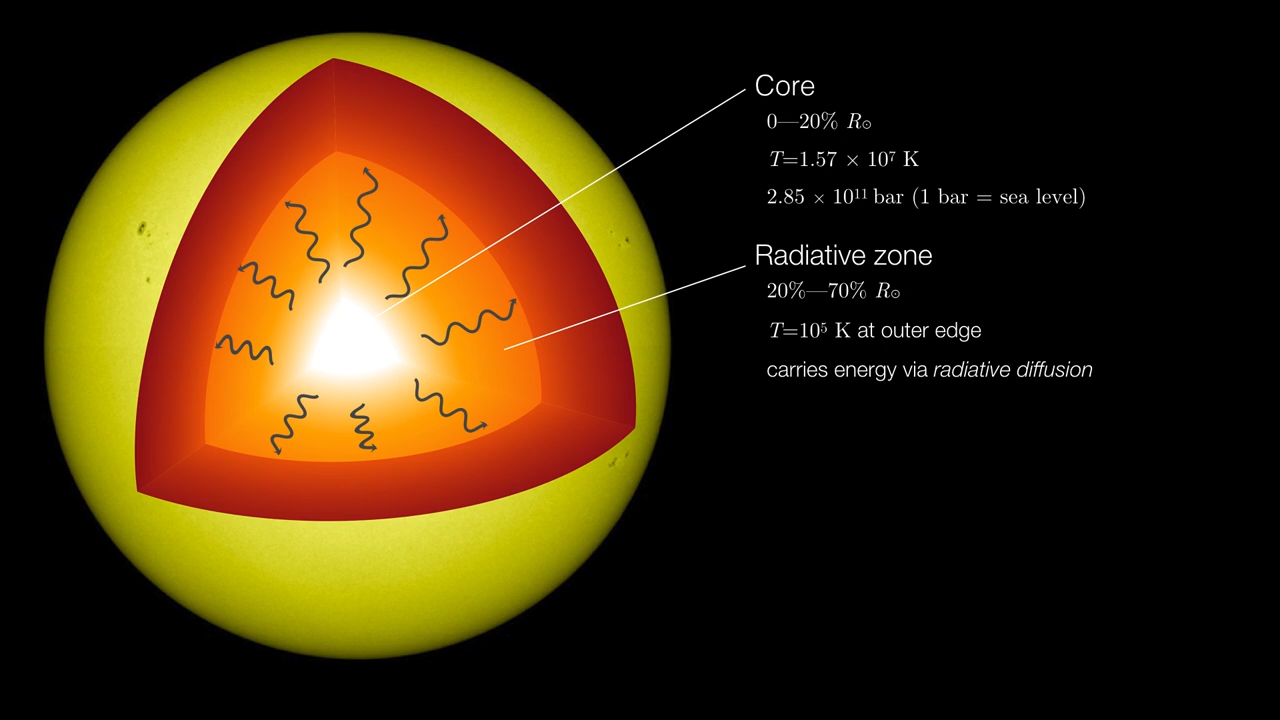 Core
0—20% R☉
T=1.57 × 10⁷ K
2.85 × 10¹¹ bar (1 bar = sea level)
Radiative zone
20%—70% R☉
T=10⁵ K at outer edge
carries energy via radiative diffusion